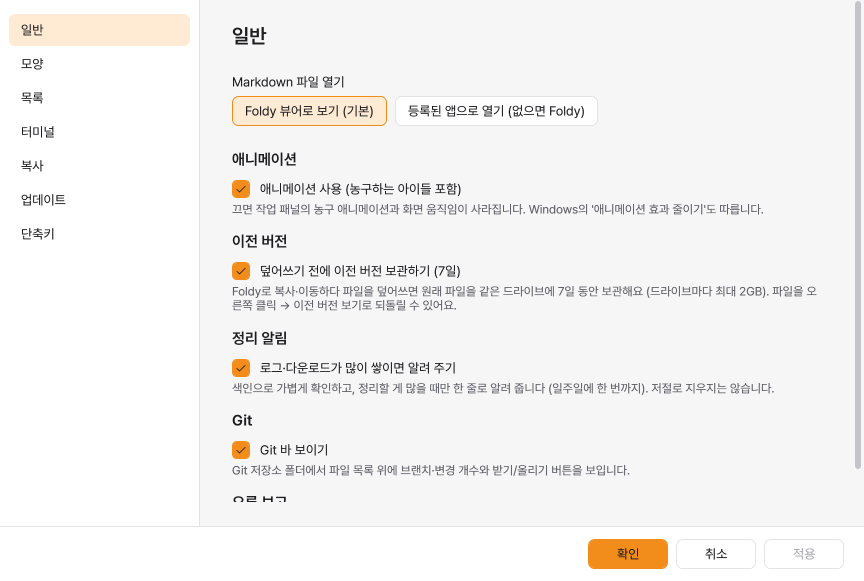 일반
모양
목록
터미널
복사
업데이트
단축키
일반
Markdown 파일 열기
Foldy 뷰어로 보기 (기본)
등록된 앱으로 열기 (없으면 Foldy)
애니메이션
애니메이션 사용 (농구하는 아이들 포함)
끄면 작업 패널의 농구 애니메이션과 화면 움직임이 사라집니다. Windows의 '애니메이션 효과 줄이기'도 따릅니다.
이전 버전
덮어쓰기 전에 이전 버전 보관하기 (7일)
Foldy로 복사·이동하다 파일을 덮어쓰면 원래 파일을 같은 드라이브에 7일 동안 보관해요 (드라이브마다 최대 2GB). 파일을 오
른쪽 클릭 → 이전 버전 보기로 되돌릴 수 있어요.
정리 알림
로그·다운로드가 많이 쌓이면 알려 주기
색인으로 가볍게 확인하고, 정리할 게 많을 때만 한 줄로 알려 줍니다 (일주일에 한 번까지). 저절로 지우지는 않습니다.
Git
Git 바 보이기
Git 저장소 폴더에서 파일 목록 위에 브랜치·변경 개수와 받기/올리기 버튼을 보입니다.
확인
취소
적용